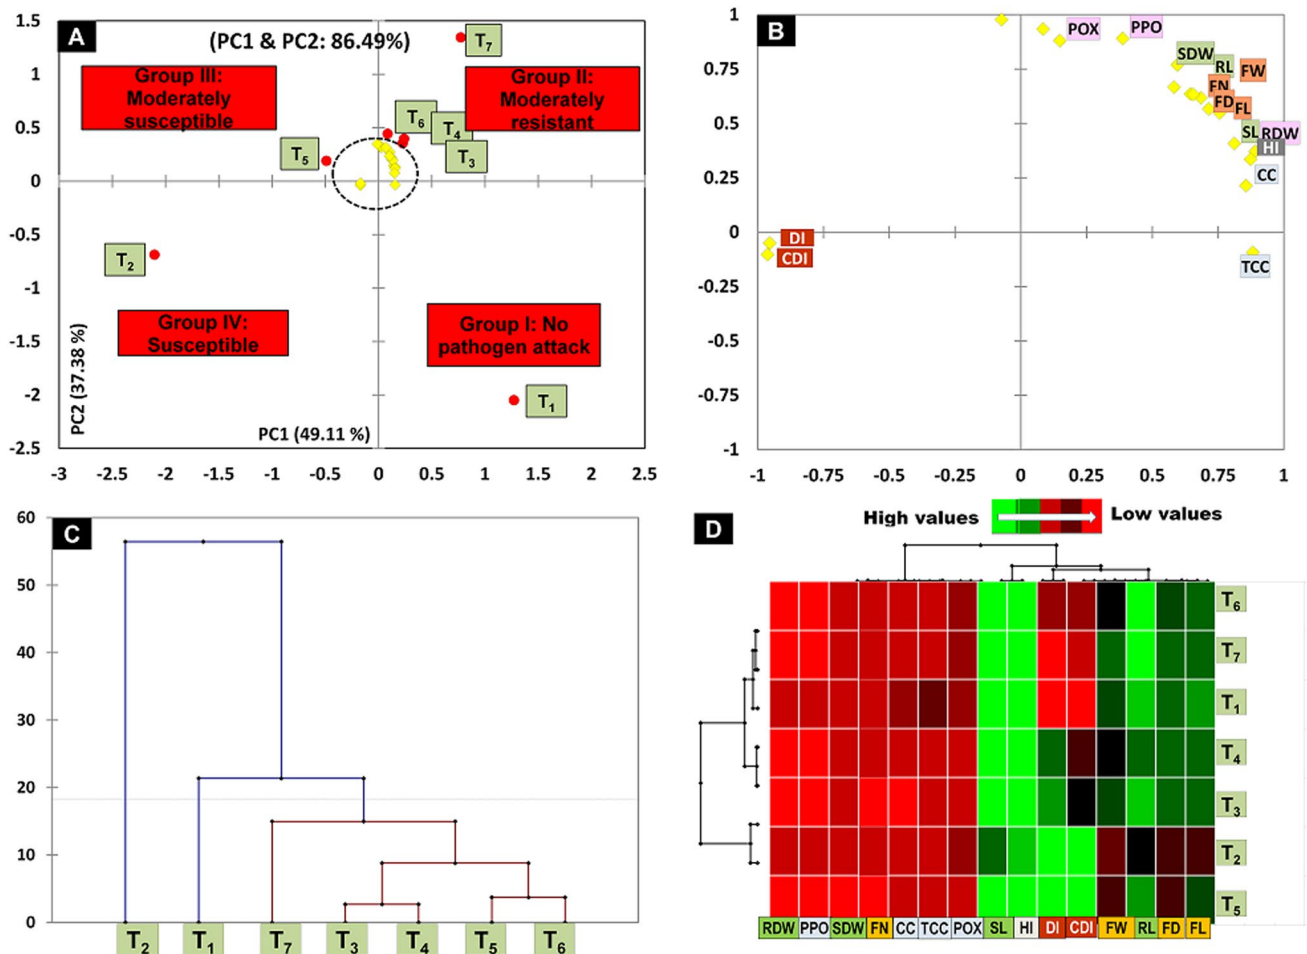 A
(PC1 & PC2: 86.49%)
T7
Group III:
Moderately
susceptible
Group II:
Moderately
resistant
T6
T4
T3
T5
T2
Group IV:
Susceptible
Group I: No
pathogen attack
T1
PC2 (37.38 %)
PC1 (49.11 %)
1.5
1
0.5
0
-0.5
-1
-1.5
-2
-2.5
-3 -2.5 -2 -1.5 -1 -0.5 0 0.5 1 1.5 2 2.5
B
1
0.75
0.5
0.25
0
-0.25
-0.5
-0.75
-1
-1 -0.75 -0.5 -0.25 0 0.25 0.5 0.75 1
POX
PPO
SDW
RL
FW
FN
FD
FL
SL
RDW
HI
CC
DI
CDI
TCC
C
60
50
40
30
20
10
0
T2 T1 T7 T3 T4 T5 T6
D
High values
Low values
T6
T7
T1
T4
T3
T2
T5
RDW PPO SDW FN CC TCC POX SL HI DI CDI FW RL FD FL